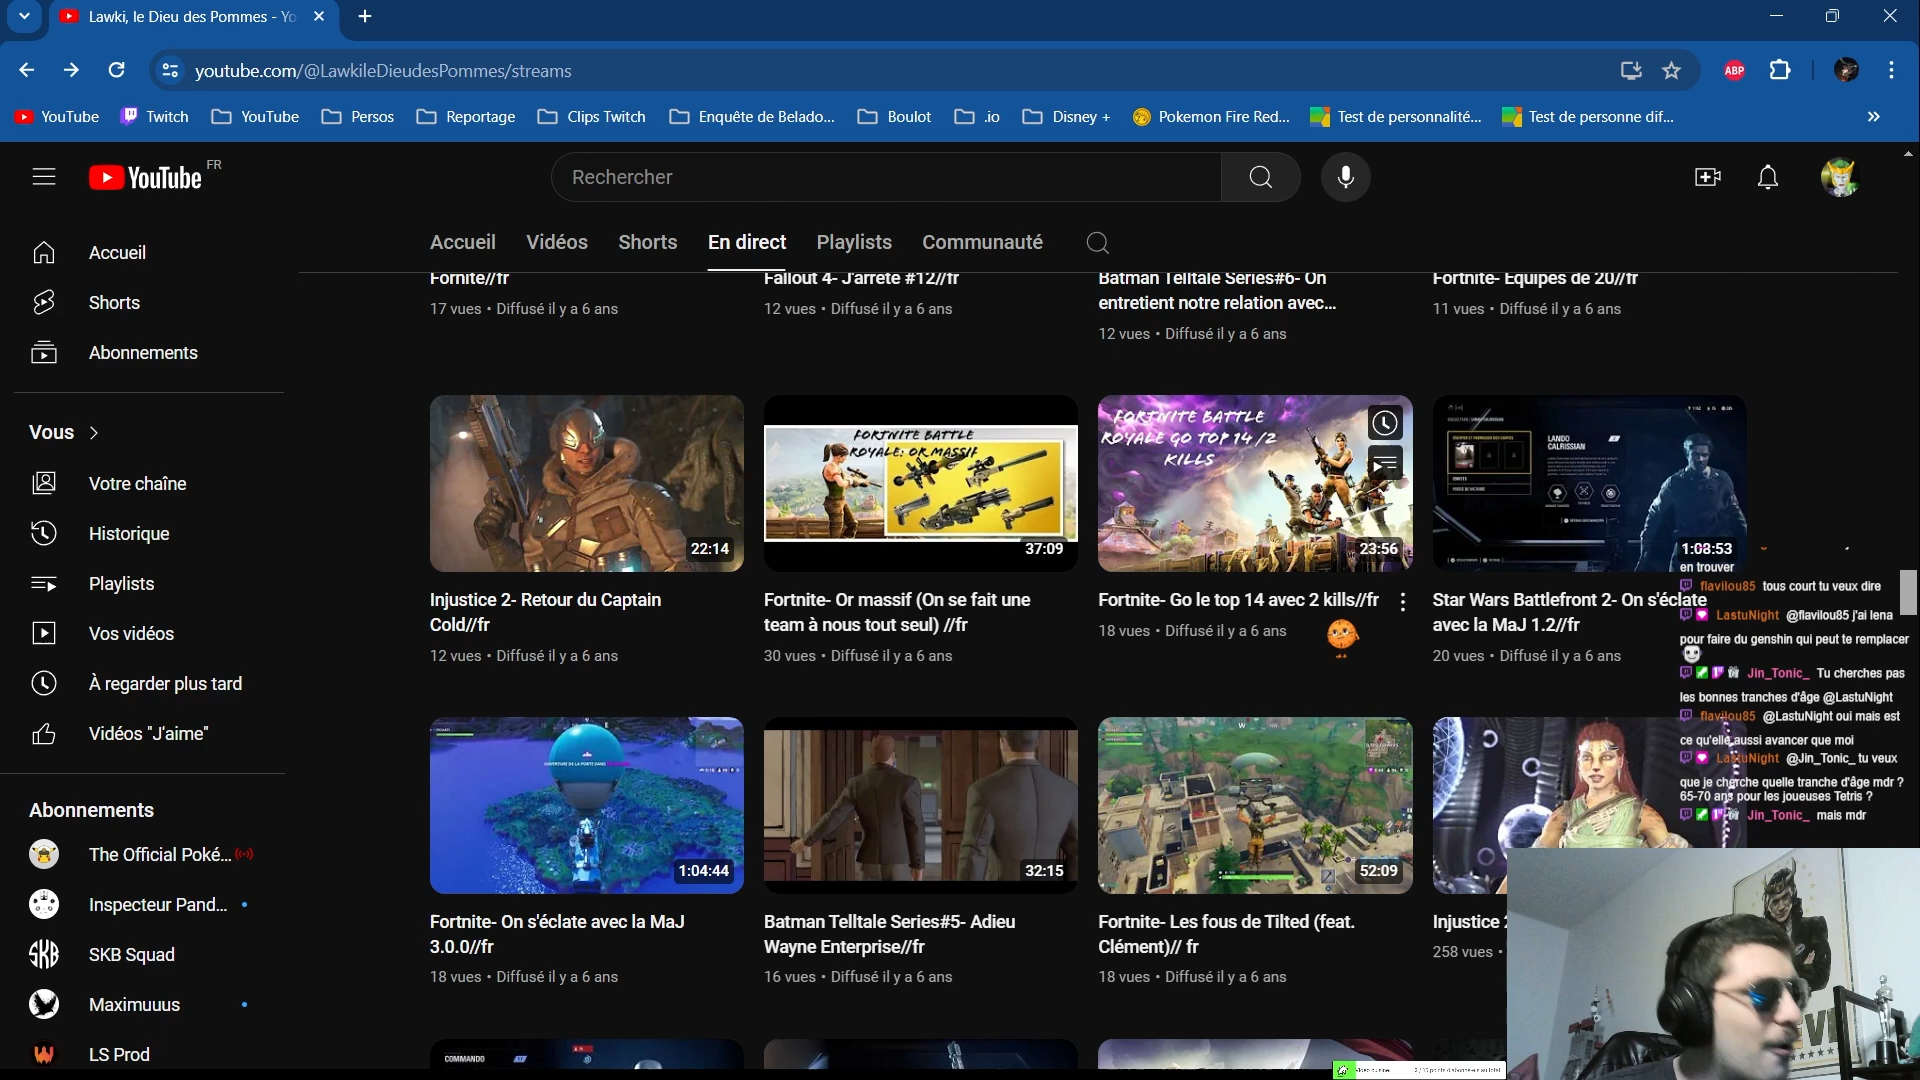 Lawki, le Dieu des Pommes - Yo
youtube.com/@LawkileDieudesPommes/streams
ABP
YouTube
Twitch
YouTube
Persos
Reportage
Clips Twitch
Enquête de Belado...
Boulot
.io
Disney +
Pokemon Fire Red...
Test de personnalité...
Test de personne dif...
YouTube FR
Rechercher
Accueil
Shorts
Abonnements
Vous
Votre chaîne
Historique
Playlists
Vos vidéos
À regarder plus tard
Vidéos "J'aime"
Abonnements
The Official Poké...
Inspecteur Pand...
SKB Squad
Maximuuus
LS Prod
Accueil
Vidéos
Shorts
En direct
Playlists
Communauté
Fornite//fr
17 vues • Diffusé il y a 6 ans
Fallout 4- J'arrete #12//fr
12 vues • Diffusé il y a 6 ans
Batman Telltale Series#6- On
entretient notre relation avec...
12 vues • Diffusé il y a 6 ans
Fortnite- Equipes de 20//fr
11 vues • Diffusé il y a 6 ans
22:14
Injustice 2- Retour du Captain
Cold//fr
12 vues • Diffusé il y a 6 ans
FORTNITE BATTLE
ROYALE: OR MASSIF
37:09
Fortnite- Or massif (On se fait une
team à nous tout seul) //fr
30 vues • Diffusé il y a 6 ans
FORTNITE BATTLE
ROYALE GO TOP 14 /2
KILLS
23:56
Fortnite- Go le top 14 avec 2 kills//fr
18 vues • Diffusé il y a 6 ans
LANDO
CALRISSIAN
1:08:53
Star Wars Battlefront 2- On s'éclate
avec la MaJ 1.2//fr
20 vues • Diffusé il y a 6 ans
1:04:44
Fortnite- On s'éclate avec la MaJ
3.0.0//fr
18 vues • Diffusé il y a 6 ans
32:15
Batman Telltale Series#5- Adieu
Wayne Enterprise//fr
16 vues • Diffusé il y a 6 ans
52:09
Fortnite- Les fous de Tilted (feat.
Clément)// fr
18 vues • Diffusé il y a 6 ans
Injustice 2
258 vues •
COMMANDO
en trouver
flavilou85 tous court tu veux dire
LastuNight @flavilou85 j'ai lena
pour faire du genshin qui peut te remplacer
Jin_Tonic_ Tu cherches pas
les bonnes tranches d'âge @LastuNight
flavilou85 @LastuNight oui mais est
ce qu'elle aussi avancer que moi
LastuNight @Jin_Tonic_ tu veux
que je cherche quelle tranche d'âge mdr ?
65-70 ans pour les joueuses Tetris ?
Jin_Tonic_ mais mdr